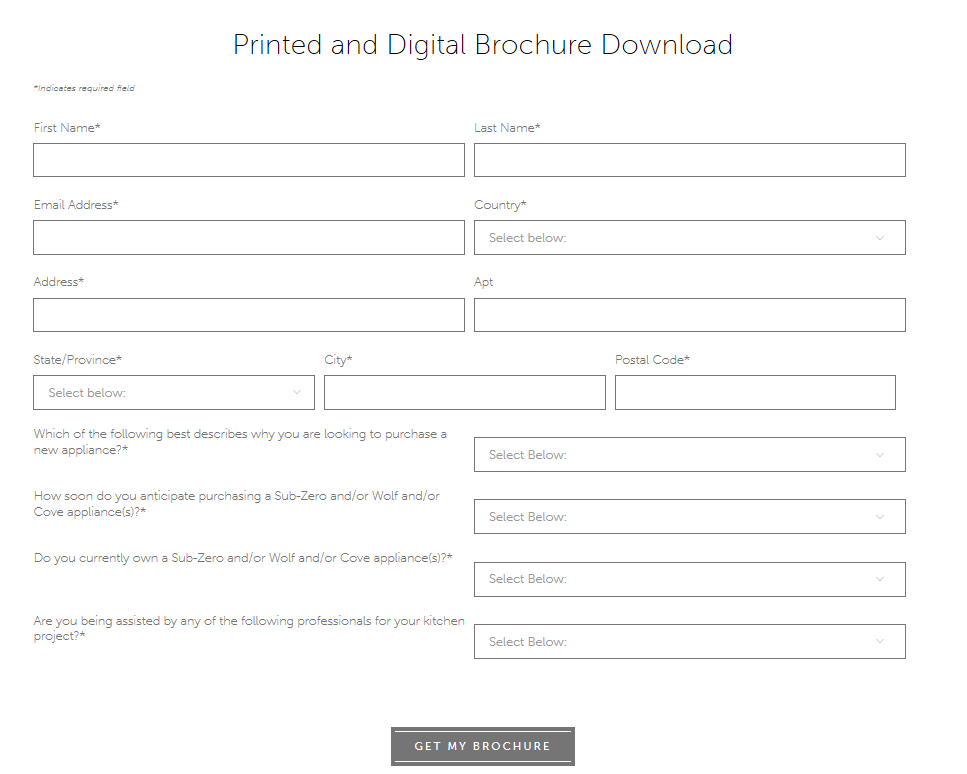 Printed and Digital Brochure Download
*Indicates required field
First Name*
Last Name*
Email Address*
Country*
Select below:
Address*
Apt
State/Province*
City*
Postal Code*
Select below:
Which of the following best describes why you are looking to purchase a
new appliance?*
Select Below:
How soon do you anticipate purchasing a Sub-Zero and/or Wolf and/or
Cove appliance(s)?*
Select Below:
Do you currently own a Sub-Zero and/or Wolf and/or Cove appliance(s)?*
Select Below:
Are you being assisted by any of the following professionals for your kitchen
project?*
Select Below:
GET MY BROCHURE